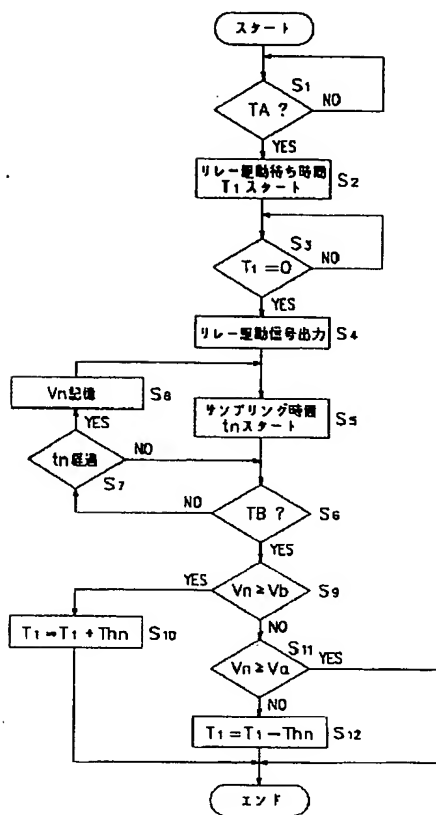 スタート
S1
TA ?
NO
YES
リレー駆動待ち時間
T1 スタート
S2
S3
T1 =0
NO
YES
リレー駆動信号出力
S4
Vn記憶
S8
YES
サンプリング時間
tnスタート
S5
tn経過
NO
S7
NO
TB ?
S6
YES
YES
Vn ≥ Vb
S9
NO
T1 = T1 + Thn
S10
S11
Vn ≥ Va
YES
NO
T1 = T1 − Thn
S12
エンド